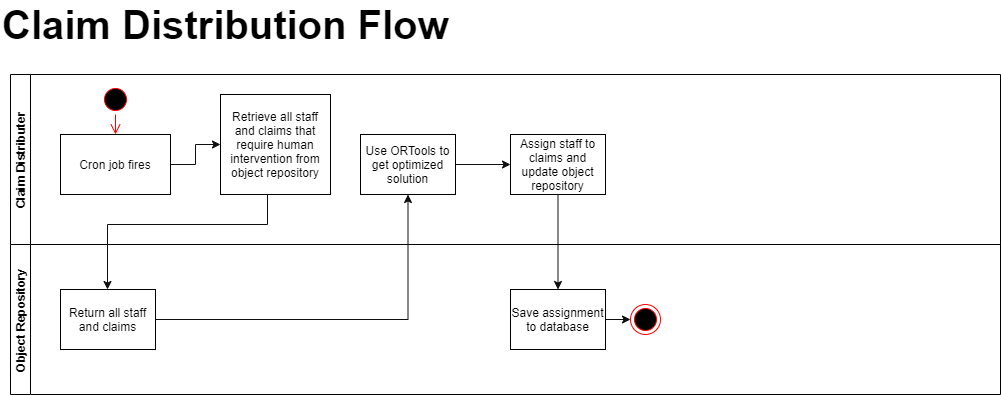 Claim Distribution Flow
Claim Distributer
Cron job fires
Retrieve all staff
and claims that
require human
intervention from
object repository
Use ORTools to
get optimized
solution
Assign staff to
claims and
update object
repository
Object Repository
Return all staff
and claims
Save assignment
to database